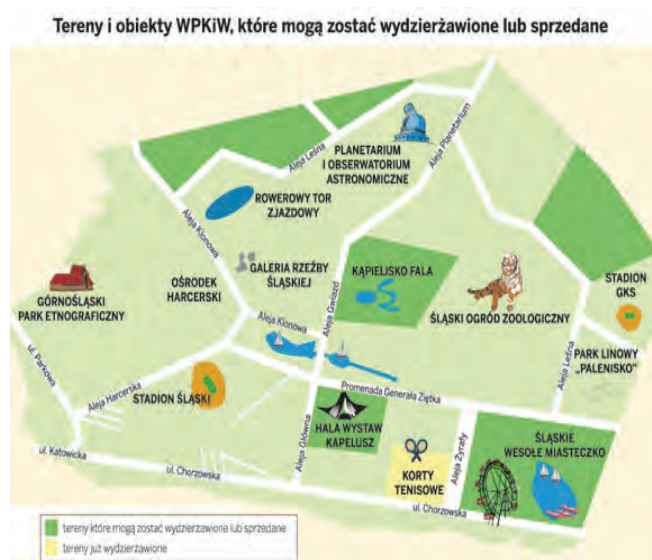 Tereny i obiekty WPKiW, które mogą zostać wydzierżawione lub sprzedane
Aleja Leśna
PLANETARIUM
I OBSERWATORIUM
ASTRONOMICZNE
Aleja Planetarium
ROWEROWY TOR
ZJAZDOWY
Aleja Klonowa
GALERIA RZEŹBY
ŚLĄSKIEJ
OŚRODEK
HARCERSKI
GÓRNOŚLĄSKI
PARK ETNOGRAFICZNY
KĄPIELISKO FALA
Aleja Gwiazd
ŚLĄSKI OGRÓD ZOOLOGICZNY
STADION
GKS
Aleja Klonowa
ul. Parkowa
Aleja Harcerska
STADION ŚLĄSKI
Aleja Leśna
PARK LINOWY
„PALENISKO”
Promenada Generała Ziętka
HALA WYSTAW
KAPELUSZ
Aleja Główna
KORTY
TENISOWE
Aleja Żyrafy
ŚLĄSKIE
WESOŁE MIASTECZKO
ul. Katowicka
ul. Chorzowska
ul. Chorzowska
tereny które mogą zostać wydzierżawione lub sprzedane
tereny już wydzierżawione